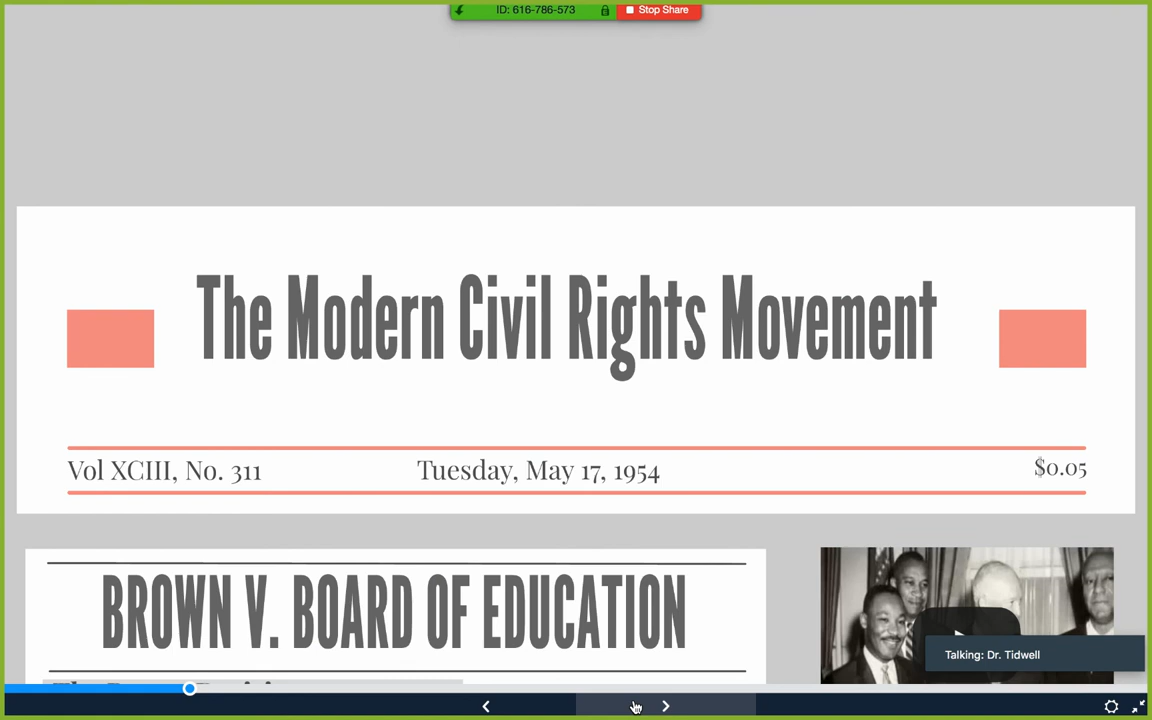 ID: 616-786-573
Stop Share
The Modern Civil Rights Movement
Vol XCIII, No. 311
Tuesday, May 17, 1954
$0.05
BROWN V. BOARD OF EDUCATION
Talking: Dr. Tidwell